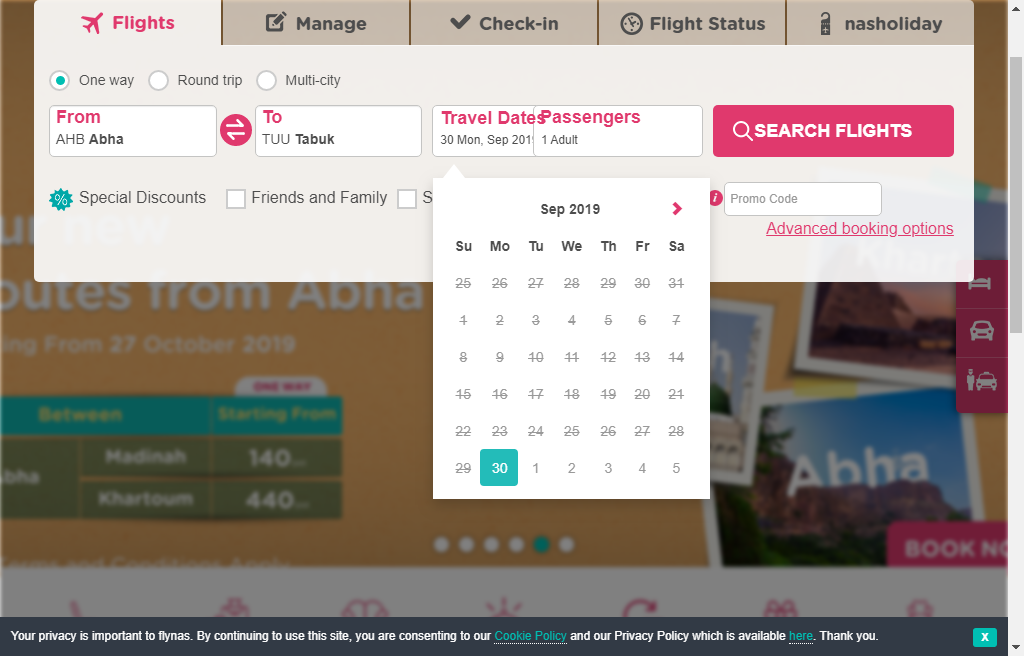 Flights
Manage
Check-in
Flight Status
nasholiday
One way
Round trip
Multi-city
From
AHB Abha
To
TUU Tabuk
Travel Dates
30 Mon, Sep 201
Passengers
1 Adult
SEARCH FLIGHTS
Special Discounts
Friends and Family
S
Promo Code
Advanced booking options
Sep 2019
Su Mo Tu We Th Fr Sa
25 26 27 28 29 30 31
1 2 3 4 5 6 7
8 9 10 11 12 13 14
15 16 17 18 19 20 21
22 23 24 25 26 27 28
29 30 1 2 3 4 5
ur new
outes from Abha
ing From 27 October 2019
ONE WAY
Between
Starting From
bha
Madinah
140
Khartoum
440
Terms and Conditions Apply
Khart
Abha
BOOK NO
Your privacy is important to flynas. By continuing to use this site, you are consenting to our Cookie Policy and our Privacy Policy which is available here. Thank you.
X